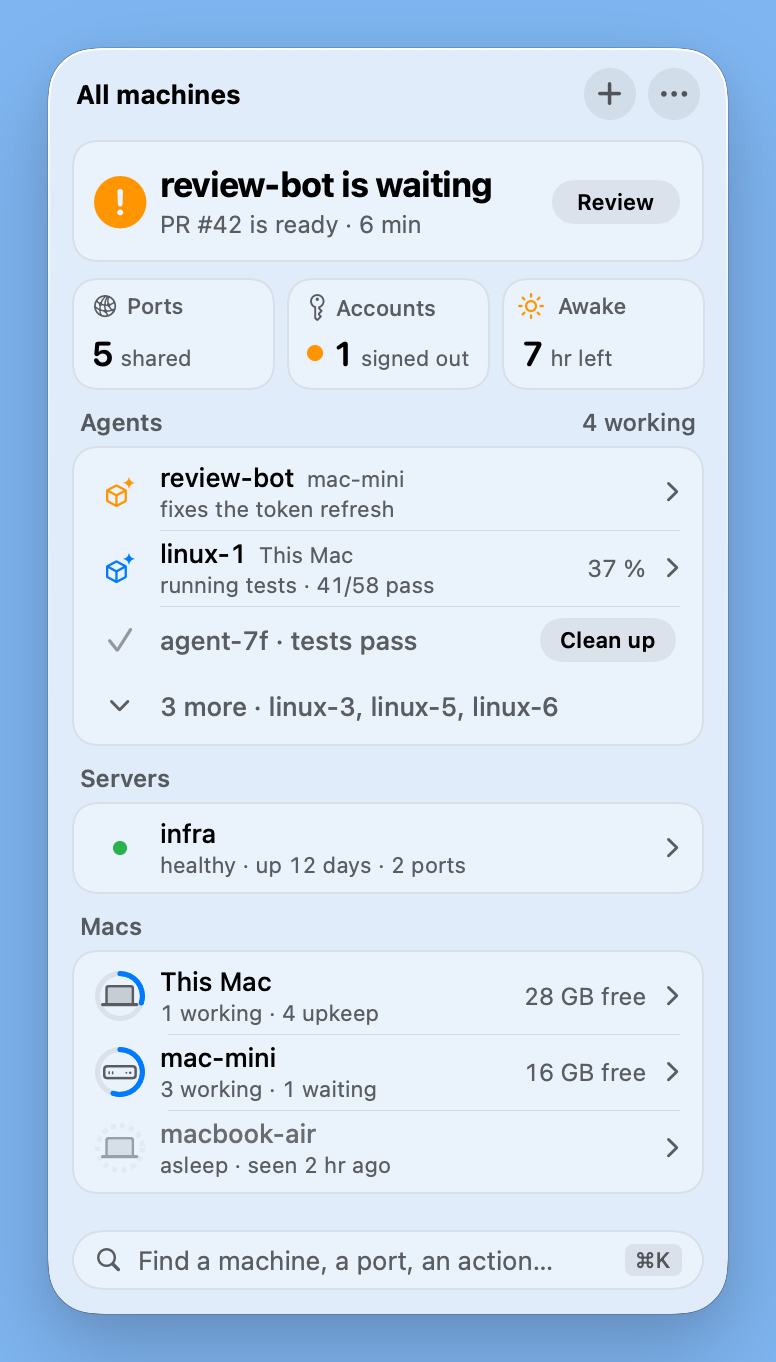 All machines
review-bot is waiting
PR #42 is ready · 6 min
Review
Ports
5 shared
Accounts
1 signed out
Awake
7 hr left
Agents
4 working
review-bot mac-mini
fixes the token refresh
linux-1 This Mac
running tests · 41/58 pass
37 %
agent-7f · tests pass
Clean up
3 more · linux-3, linux-5, linux-6
Servers
infra
healthy · up 12 days · 2 ports
Macs
This Mac
1 working · 4 upkeep
28 GB free
mac-mini
3 working · 1 waiting
16 GB free
macbook-air
asleep · seen 2 hr ago
Find a machine, a port, an action...
⌘K